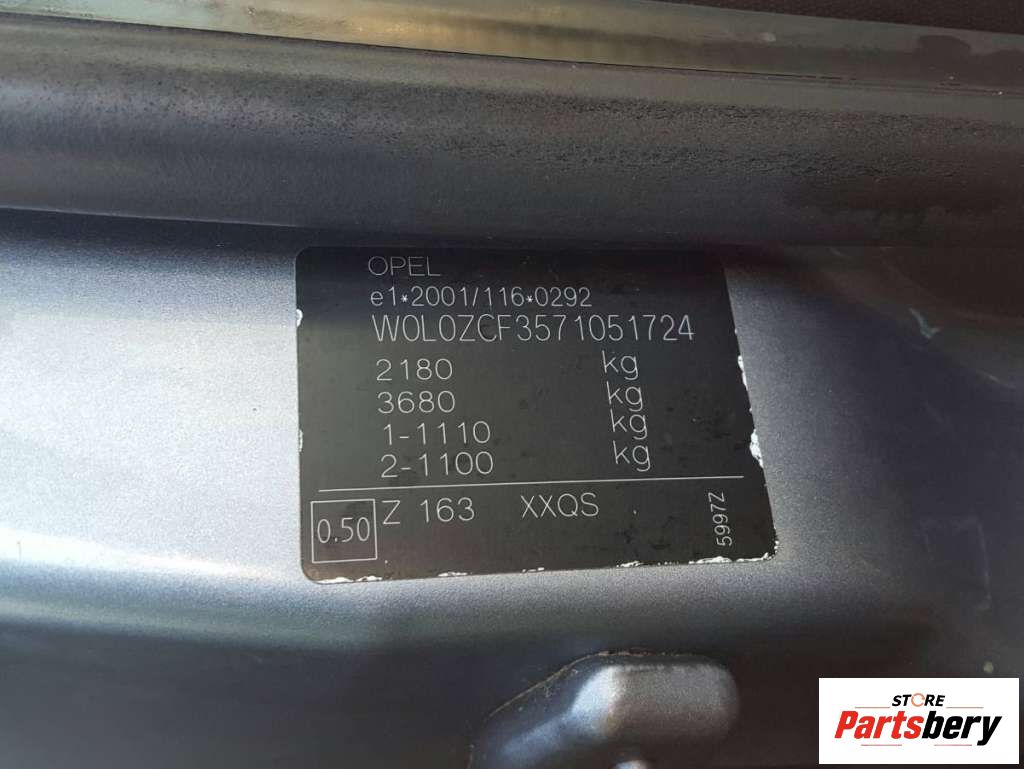 OPEL
e1*2001/116*0292
W0L0ZCF3571051724
2180 kg
3680 kg
1-1110 kg
2-1100 kg
0.50 Z 163 XXQS
5997Z
STORE
Partsbery